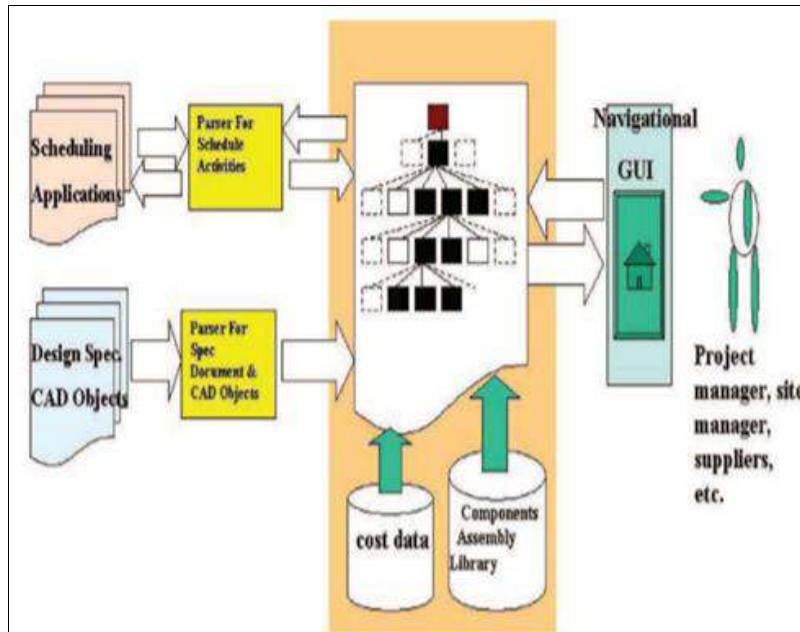 Scheduling
Applications
Parser For
Schedule
Activities
Design Spec.
CAD Objects
Parser For
Spec
Document &
CAD Objects
cost data
Components
Assembly
Library
Navigational
GUI
Project
manager, site
manager,
suppliers,
etc.